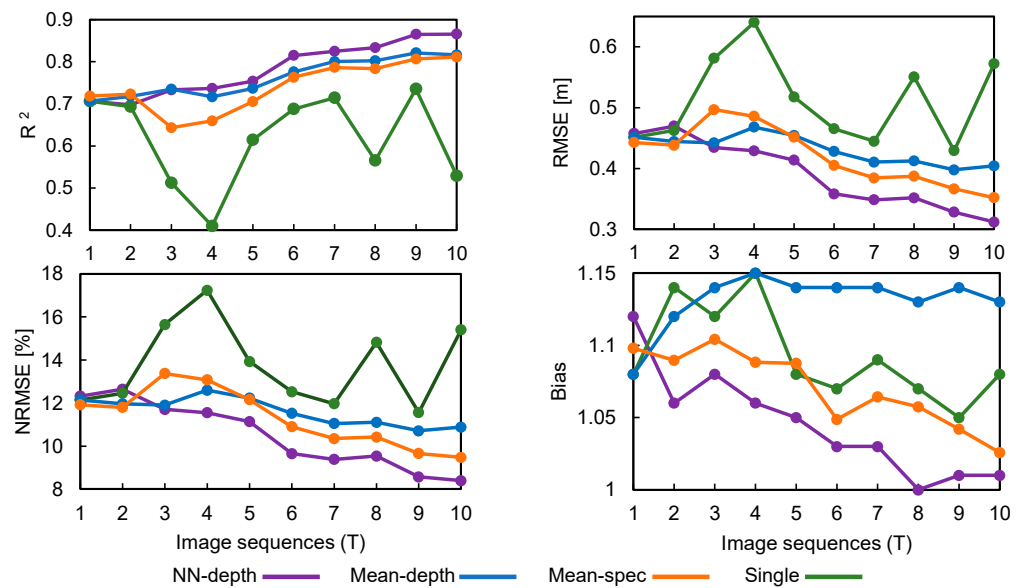 0.9
0.8
0.7
0.6
0.5
0.4
R 2
1 2 3 4 5 6 7 8 9 10
0.6
0.5
0.4
0.3
RMSE [m]
1 2 3 4 5 6 7 8 9 10
18
16
14
12
10
8
NRMSE [%]
1 2 3 4 5 6 7 8 9 10
Image sequences (T)
1.15
1.1
1.05
1
Bias
1 2 3 4 5 6 7 8 9 10
Image sequences (T)
NN-depth Mean-depth Mean-spec Single